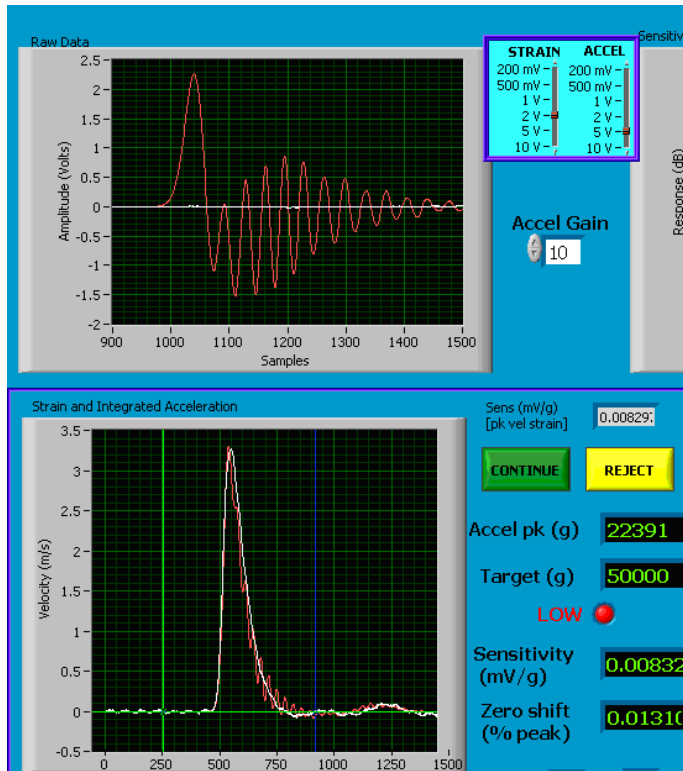 Raw Data
Sensitiv
STRAIN ACCEL
200 mV 200 mV
500 mV 500 mV
1 V 1 V
2 V 2 V
5 V 5 V
10 V 10 V
2.5
2
1.5
1
0.5
0
-0.5
-1
-1.5
-2
Amplitude (Volts)
900 1000 1100 1200 1300 1400 1500
Samples
Accel Gain
10
Response (dB)
Strain and Integrated Acceleration
3.5
3
2.5
2
1.5
1
0.5
0
-0.5
Velocity (m/s)
0 250 500 750 1000 1250 1500
Sens (mV/g)
[pk vel strain]
0.00829
CONTINUE REJECT
Accel pk (g) 22391
Target (g) 50000
LOW
Sensitivity
(mV/g)
0.00832
Zero shift
(% peak)
0.0131